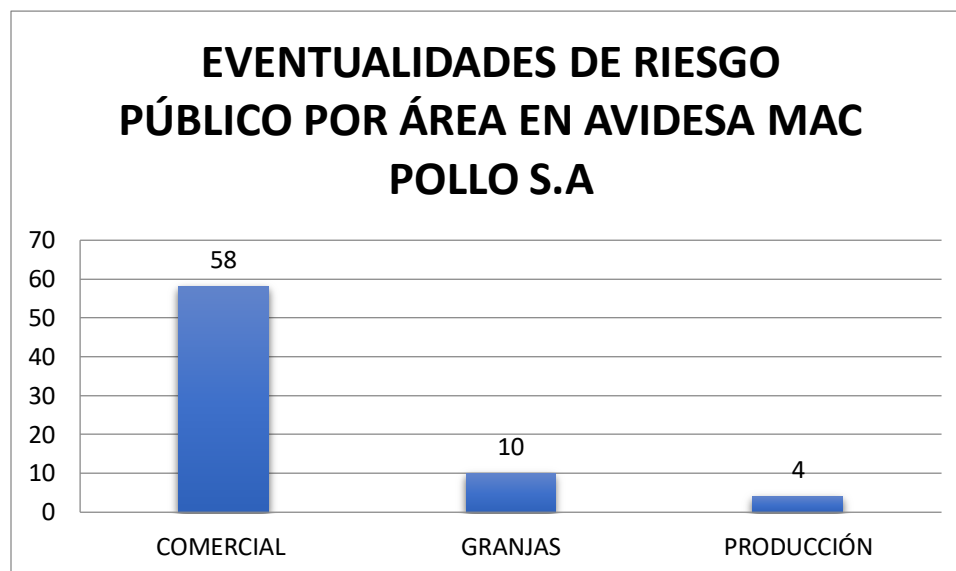 EVENTUALIDADES DE RIESGO
PÚBLICO POR ÁREA EN AVIDESA MAC
POLLO S.A
70
60
50
40
30
20
10
0
58
10
4
COMERCIAL
GRANJAS
PRODUCCIÓN